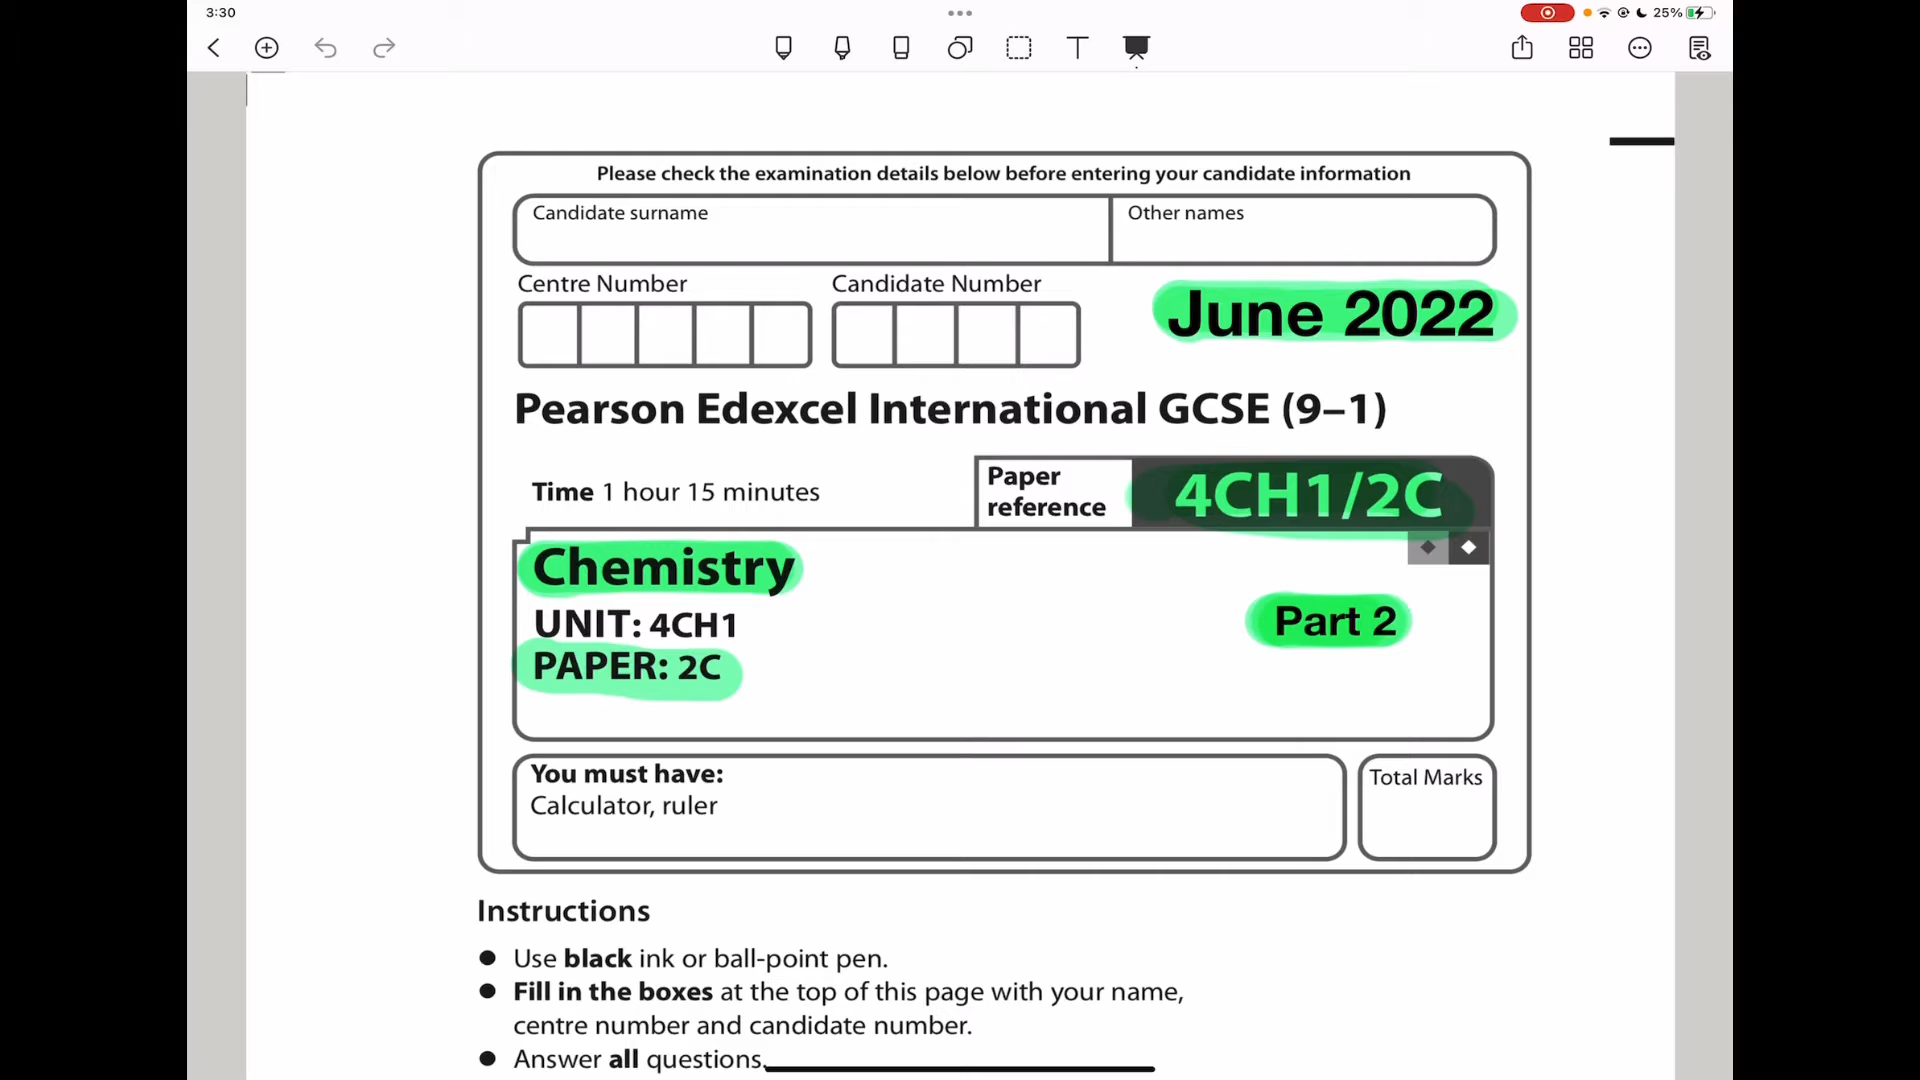 3:30
25%
Please check the examination details below before entering your candidate information
Candidate surname
Other names
Centre Number
Candidate Number
June 2022
Pearson Edexcel International GCSE (9–1)
Time 1 hour 15 minutes
Paper reference
4CH1/2C
Chemistry
UNIT: 4CH1
Part 2
PAPER: 2C
You must have:
Calculator, ruler
Total Marks
Instructions
● Use black ink or ball-point pen.
● Fill in the boxes at the top of this page with your name,
centre number and candidate number.
● Answer all questions.